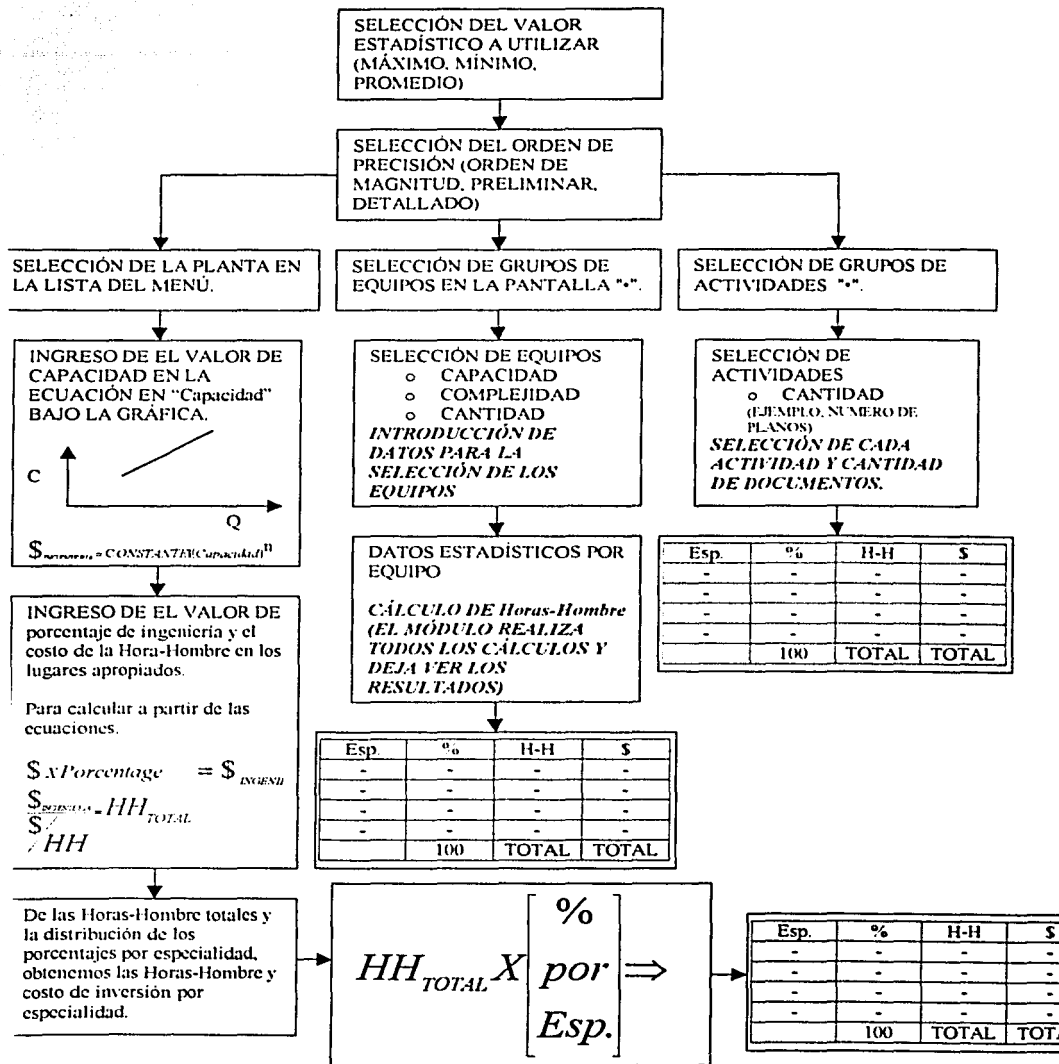 SELECCIÓN DEL VALOR
ESTADÍSTICO A UTILIZAR
(MÁXIMO, MÍNIMO,
PROMEDIO)
SELECCIÓN DEL ORDEN DE
PRECISIÓN (ORDEN DE
MAGNITUD, PRELIMINAR,
DETALLADO)
SELECCIÓN DE LA PLANTA EN
LA LISTA DEL MENÚ.
INGRESO DE EL VALOR DE
CAPACIDAD EN LA
ECUACIÓN EN "Capacidad"
BAJO LA GRÁFICA.
C
Q
$ = CONSTANTE(Capacidad)ⁿ
INGRESO DE EL VALOR DE
porcentaje de ingeniería y el
costo de la Hora-Hombre en los
lugares apropiados.
Para calcular a partir de las
ecuaciones.
$ xPorcentage = $ INGENII
$ = HH TOTAL
$/HH
De las Horas-Hombre totales y
la distribución de los
porcentajes por especialidad,
obtenemos las Horas-Hombre y
costo de inversión por
especialidad.
SELECCIÓN DE GRUPOS DE
EQUIPOS EN LA PANTALLA "•".
SELECCIÓN DE EQUIPOS
o CAPACIDAD
o COMPLEJIDAD
o CANTIDAD
INTRODUCCIÓN DE
DATOS PARA LA
SELECCIÓN DE LOS
EQUIPOS
DATOS ESTADÍSTICOS POR
EQUIPO
CÁLCULO DE Horas-Hombre
(EL MÓDULO REALIZA
TODOS LOS CÁLCULOS Y
DEJA VER LOS
RESULTADOS)
Esp. % H-H $
- - - -
- - - -
- - - -
- - - -
100 TOTAL TOTAL
SELECCIÓN DE GRUPOS DE
ACTIVIDADES "•".
SELECCIÓN DE
ACTIVIDADES
o CANTIDAD
(EJEMPLO, NUMERO DE
PLANOS)
SELECCIÓN DE CADA
ACTIVIDAD Y CANTIDAD
DE DOCUMENTOS.
Esp. % H-H $
- - - -
- - - -
- - - -
- - - -
100 TOTAL TOTAL
HH TOTAL X [% por Esp.] ⇒
Esp. % H-H $
- - - -
- - - -
- - - -
- - - -
100 TOTAL TOTA